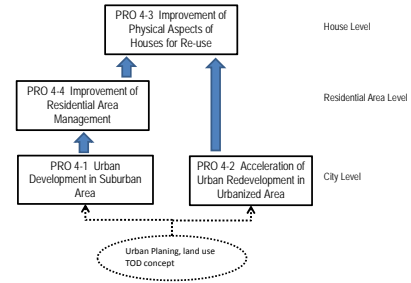 PRO 4-3 Improvement of
Physical Aspects of
Houses for Re-use
House Level
PRO 4-4 Improvement of
Residential Area
Management
Residential Area Level
PRO 4-1 Urban
Development in Suburban
Area
PRO 4-2 Acceleration of
Urban Redevelopment in
Urbanized Area
City Level
Urban Planing, land use
TOD concept